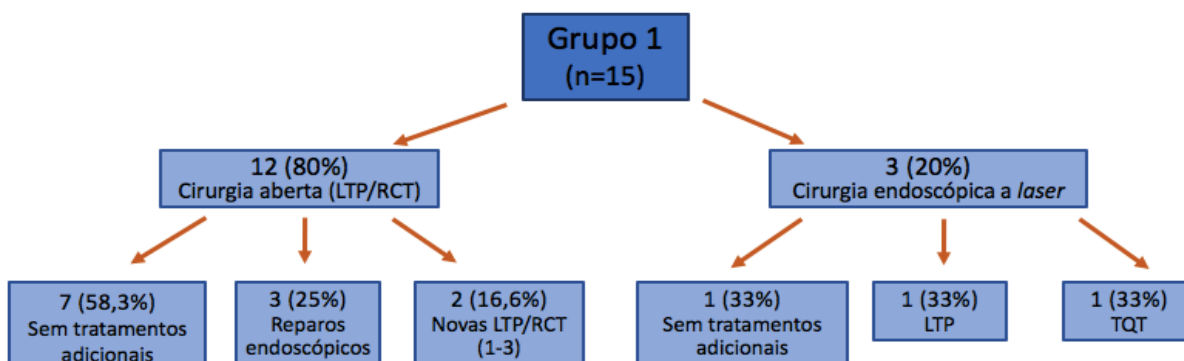 Grupo 1
(n=15)
12 (80%)
Cirurgia aberta (LTP/RCT)
3 (20%)
Cirurgia endoscópica a laser
7 (58,3%)
Sem tratamentos
adicionais
3 (25%)
Reparos
endoscópicos
2 (16,6%)
Novas LTP/RCT
(1-3)
1 (33%)
Sem tratamentos
adicionais
1 (33%)
LTP
1 (33%)
TQT